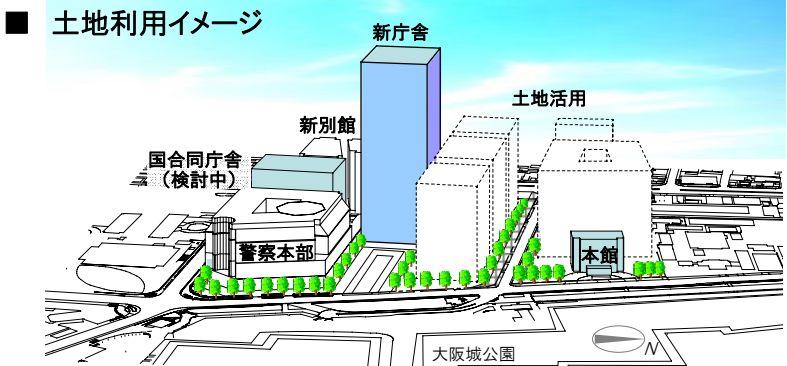 ■ 土地利用イメージ
新庁舎
土地活用
新別館
国合同庁舎
（検討中）
警察本部
本館
大阪城公園
N